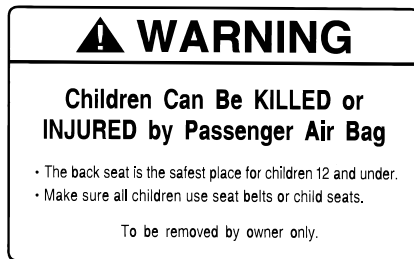 WARNING
Children Can Be KILLED or
INJURED by Passenger Air Bag
• The back seat is the safest place for children 12 and under.
• Make sure all children use seat belts or child seats.
To be removed by owner only.